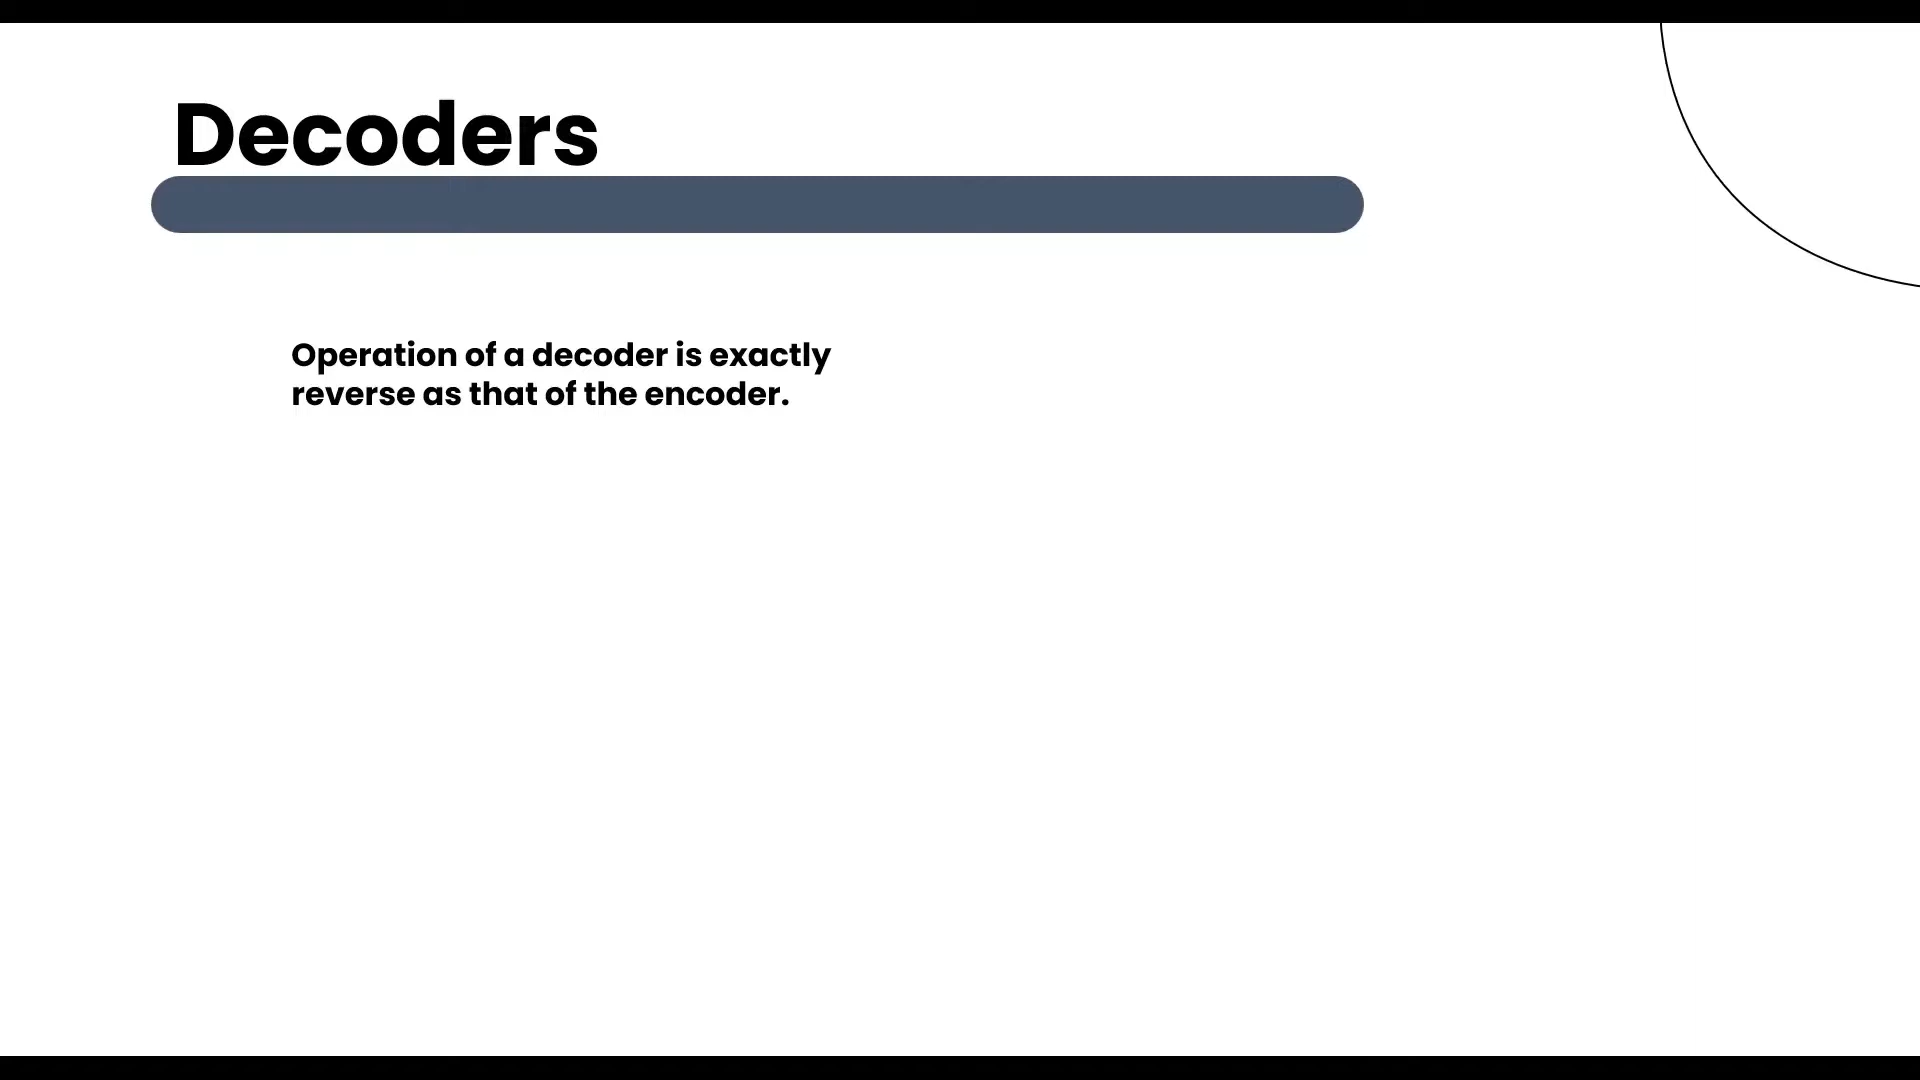 Decoders
Operation of a decoder is exactly
reverse as that of the encoder.